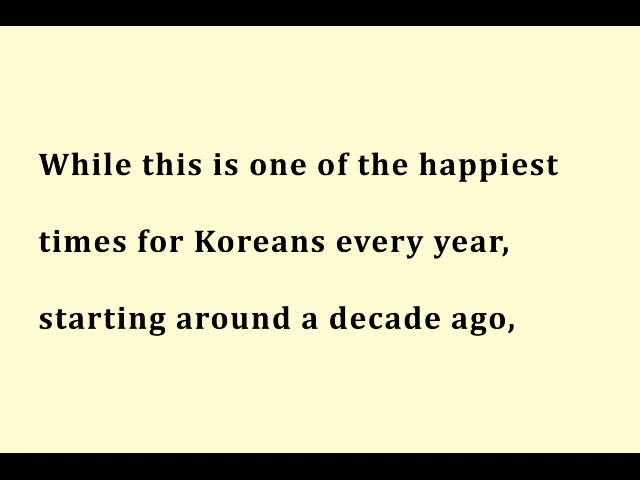 While this is one of the happiest
times for Koreans every year,
starting around a decade ago,